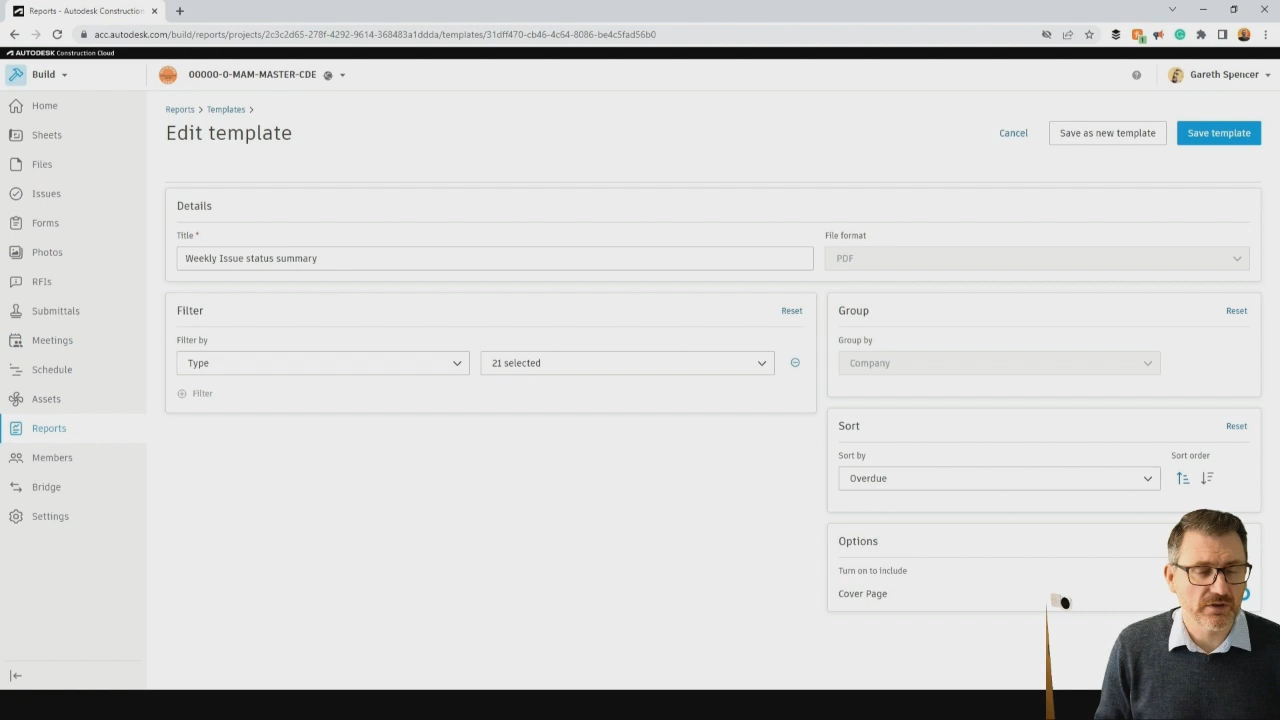 Reports - Autodesk Construction
acc.autodesk.com/build/reports/projects/2c3c2d65-278f-4292-9614-368483a1ddda/templates/31dff470-cb46-4c64-8086-be4c5fad56b0
AUTODESK Construction Cloud
Build
00000-0-MAM-MASTER-CDE
Gareth Spencer
Home
Sheets
Files
Issues
Forms
Photos
RFIs
Submittals
Meetings
Schedule
Assets
Reports
Members
Bridge
Settings
Reports > Templates >
Edit template
Cancel
Save as new template
Save template
Details
Title *
Weekly Issue status summary
File format
PDF
Filter
Reset
Filter by
Type
21 selected
Filter
Group
Reset
Group by
Company
Sort
Reset
Sort by
Sort order
Overdue
Options
Turn on to include
Cover Page